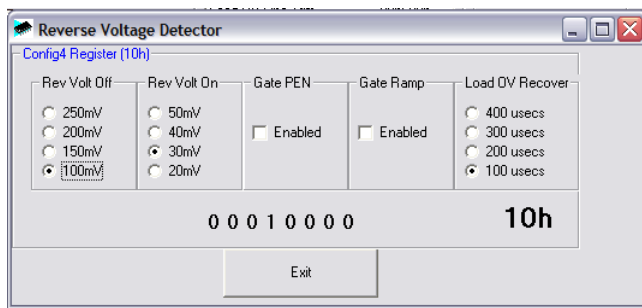 Reverse Voltage Detector
Config4 Register (10h)
Rev Volt Off
250mV
200mV
150mV
100mV
Rev Volt On
50mV
40mV
30mV
20mV
Gate PEN
Enabled
Gate Ramp
Enabled
Load OV Recover
400 usecs
300 usecs
200 usecs
100 usecs
0 0 0 1 0 0 0 0
10h
Exit